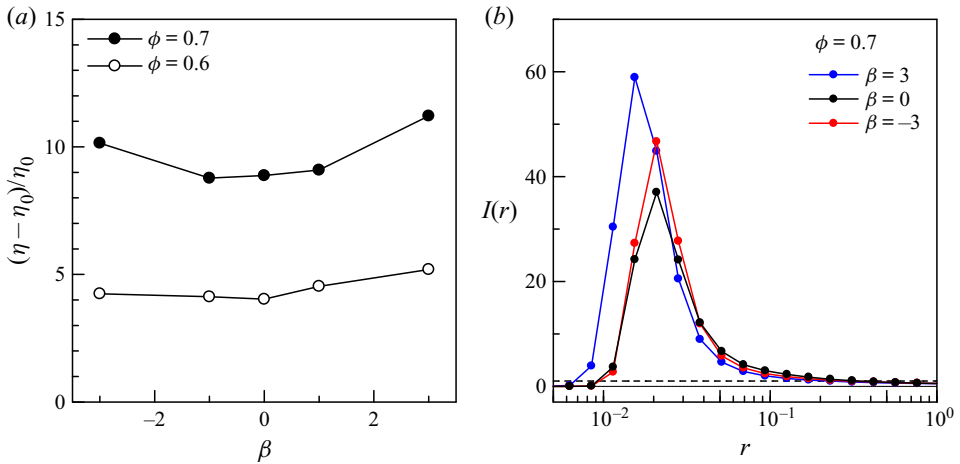 (a)
15
10
5
0
(η – η0)/η0
ϕ = 0.7
ϕ = 0.6
–2
0
2
β
(b)
60
40
20
0
I(r)
ϕ = 0.7
β = 3
β = 0
β = –3
10–2
10–1
100
r